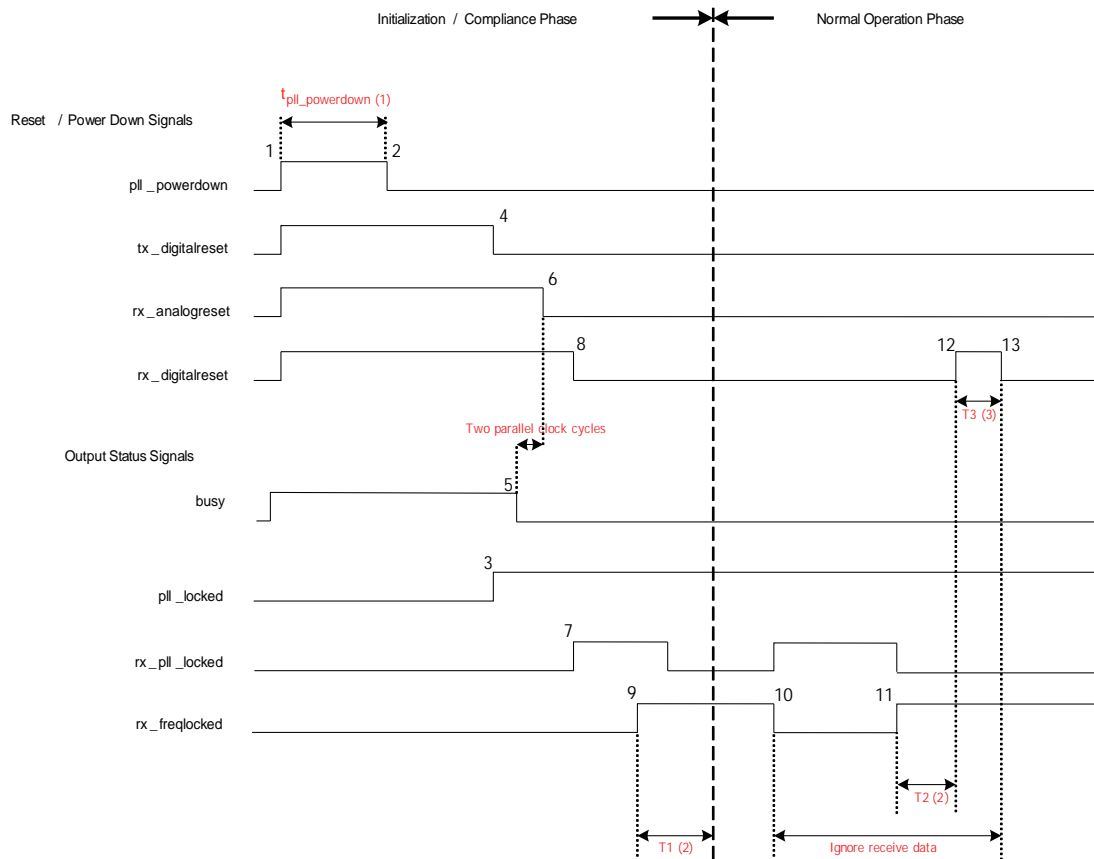 Initialization / Compliance Phase
Normal Operation Phase
tpll_powerdown (1)
Reset / Power Down Signals
1
2
pll _powerdown
4
tx _digitalreset
6
rx _ analogreset
8
12
13
rx _digitalreset
T3 (3)
Two parallel clock cycles
Output Status Signals
5
busy
3
pll _locked
7
rx _pll _locked
9
10
11
rx _freqlocked
T2 (2)
T1 (2)
Ignore receive data